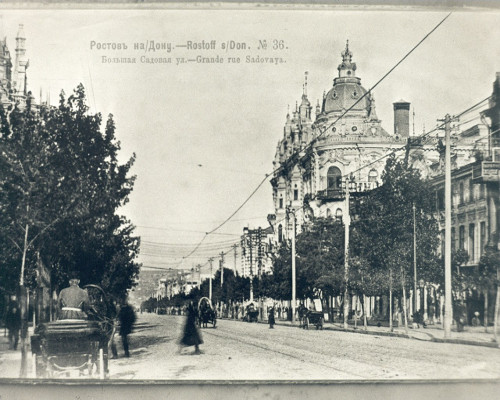 Ростовъ на/Дону.—Rostoff s/Don. № 36.
Большая Садовая ул.—Grande rue Sadovaya.